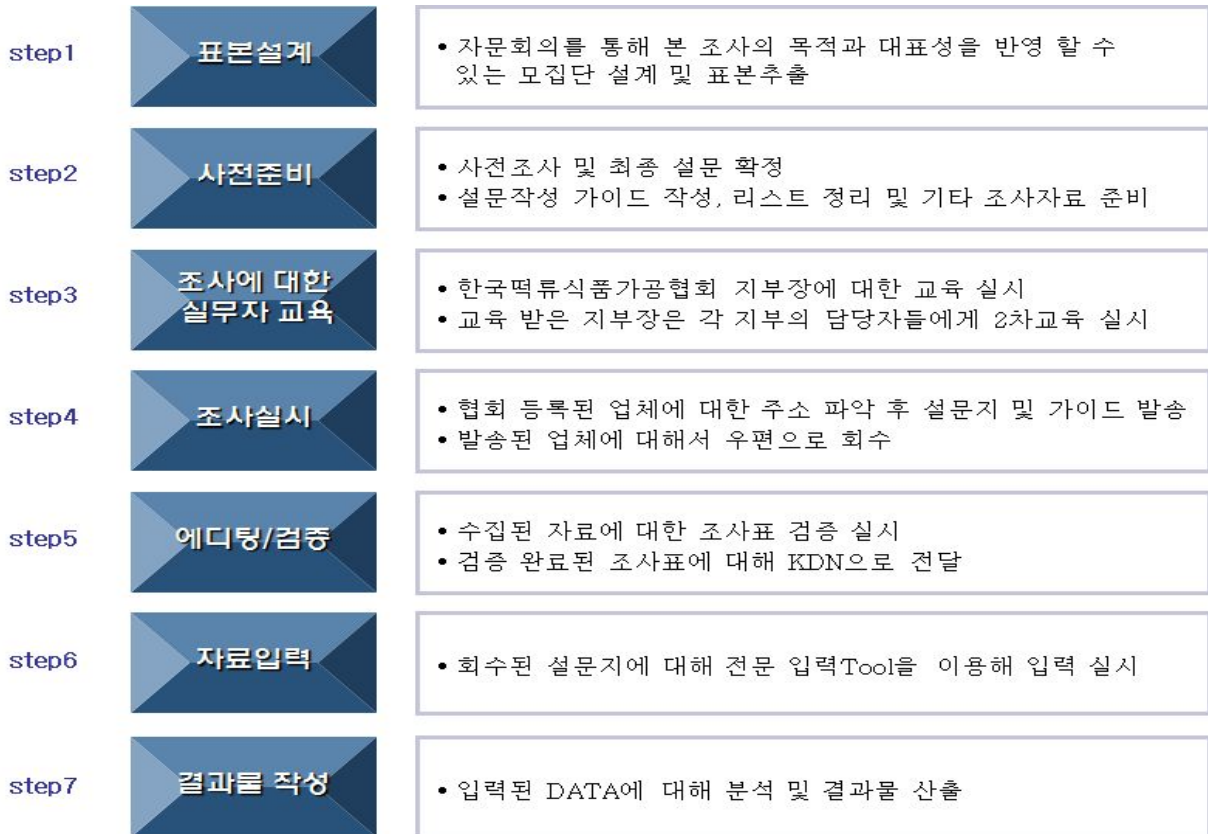 step1
표본설계
• 자문회의를 통해 본 조사의 목적과 대표성을 반영 할 수
있는 모집단 설계 및 표본추출
step2
사전준비
• 사전조사 및 최종 설문 확정
• 설문작성 가이드 작성, 리스트 정리 및 기타 조사자료 준비
step3
조사에 대한
실무자 교육
• 한국떡류식품가공협회 지부장에 대한 교육 실시
• 교육 받은 지부장은 각 지부의 담당자들에게 2차교육 실시
step4
조사실시
• 협회 등록된 업체에 대한 주소 파악 후 설문지 및 가이드 발송
• 발송된 업체에 대해서 우편으로 회수
step5
에디팅/검증
• 수집된 자료에 대한 조사표 검증 실시
• 검증 완료된 조사표에 대해 KDN으로 전달
step6
자료입력
• 회수된 설문지에 대해 전문 입력Tool을 이용해 입력 실시
step7
결과물 작성
• 입력된 DATA에 대해 분석 및 결과물 산출